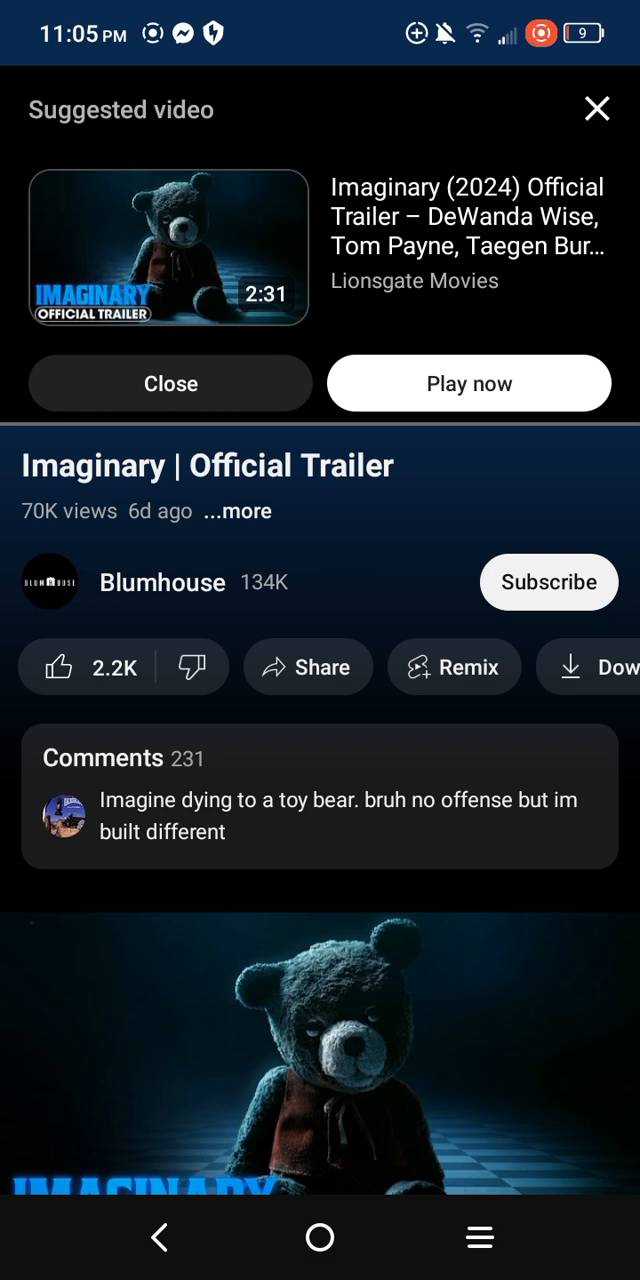 11:05 PM
9
Suggested video
Imaginary (2024) Official
Trailer – DeWanda Wise,
Tom Payne, Taegen Bur...
Lionsgate Movies
IMAGINARY
OFFICIAL TRAILER
2:31
Close
Play now
Imaginary | Official Trailer
70K views 6d ago ...more
BLUMHOUSE
Blumhouse 134K
Subscribe
2.2K
Share
Remix
Dow
Comments 231
Imagine dying to a toy bear. bruh no offense but im
built different
IMAGINARY